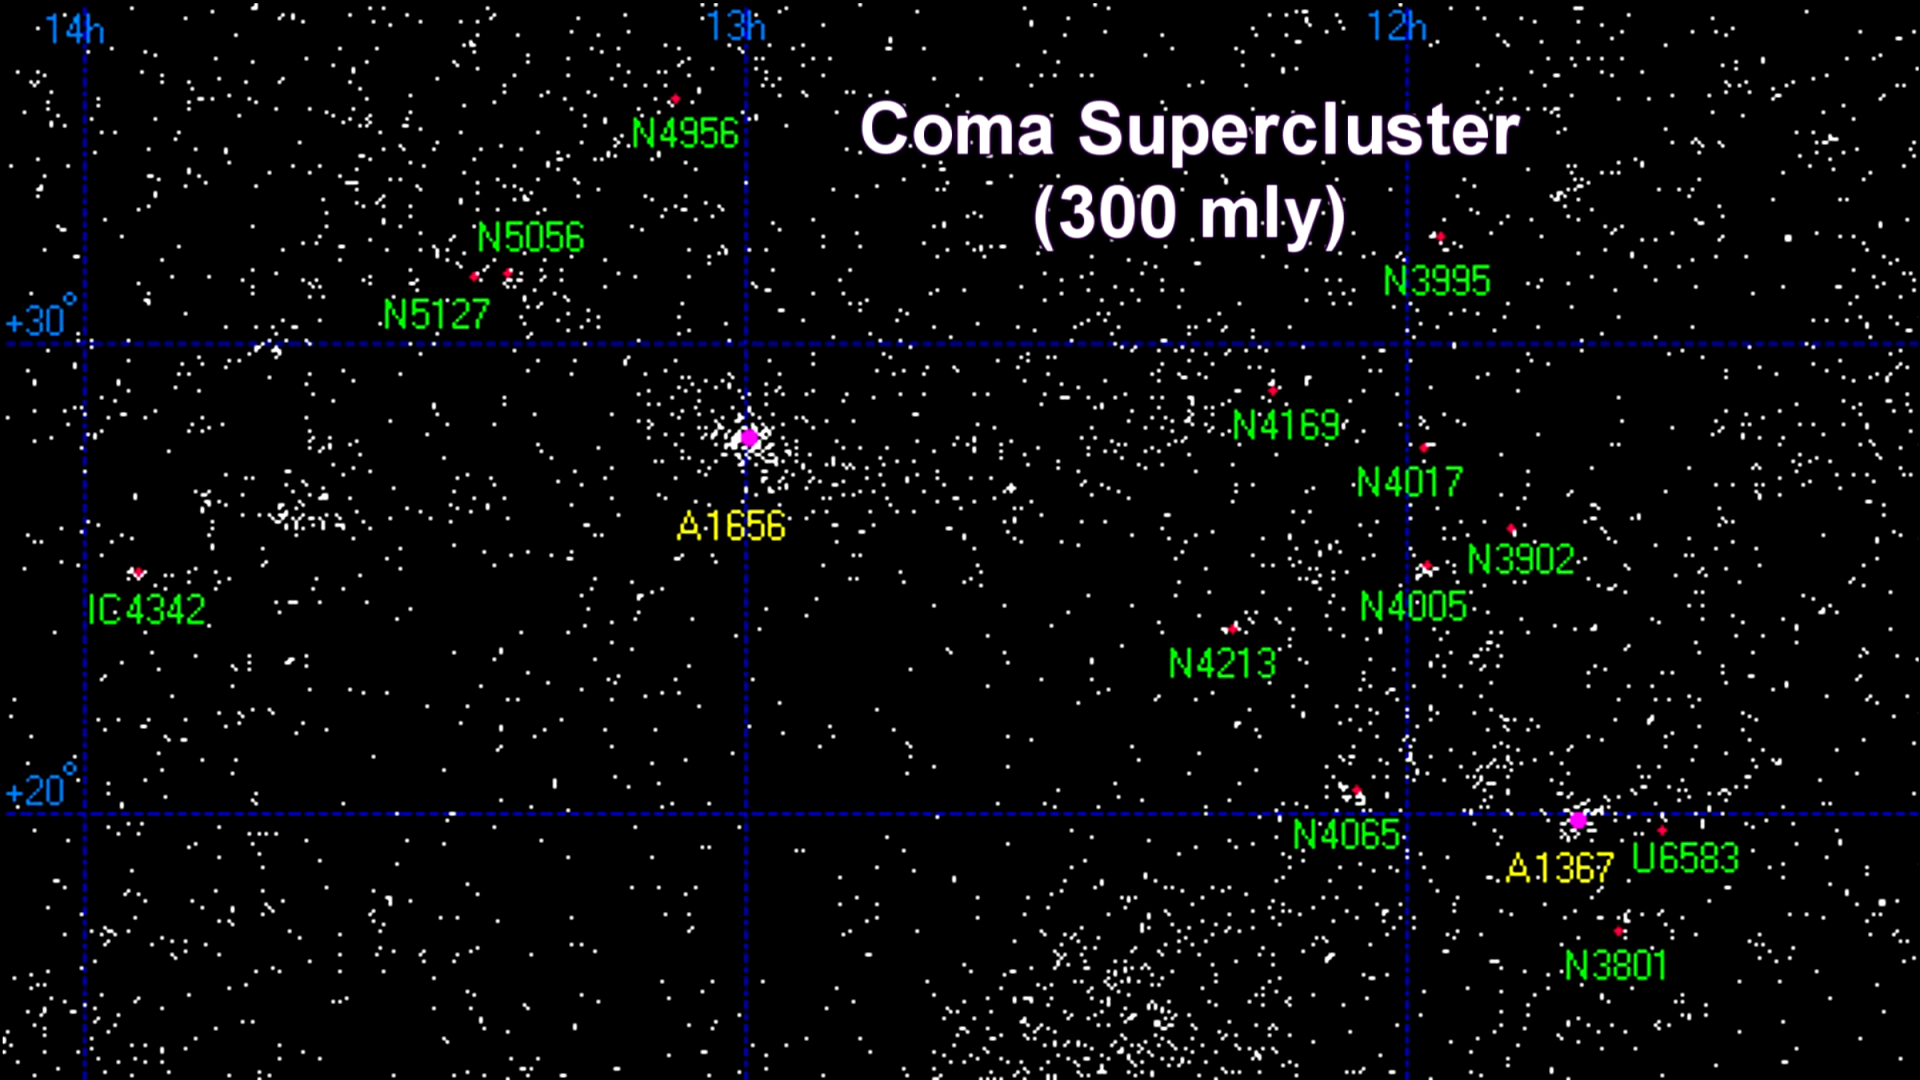 14h
13h
12h
N4956
Coma Supercluster
(300 mly)
N5056
N3995
N5127
+30°
N4169
N4017
A1656
N3902
IC4342
N4005
N4213
+20°
N4065
A1367
U6583
N3801